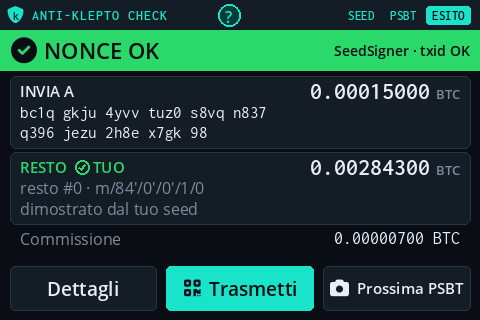 k ANTI-KLEPTO CHECK ? SEED PSBT ESITO
NONCE OK SeedSigner · txid OK
INVIA A 0.00015000 BTC
bc1q gkju 4yvv tuz0 s8vq n837
q396 jezu 2h8e x7gk 98
RESTO TUO 0.00284300 BTC
resto #0 · m/84'/0'/0'/1/0
dimostrato dal tuo seed
Commissione 0.00000700 BTC
Dettagli Trasmetti Prossima PSBT